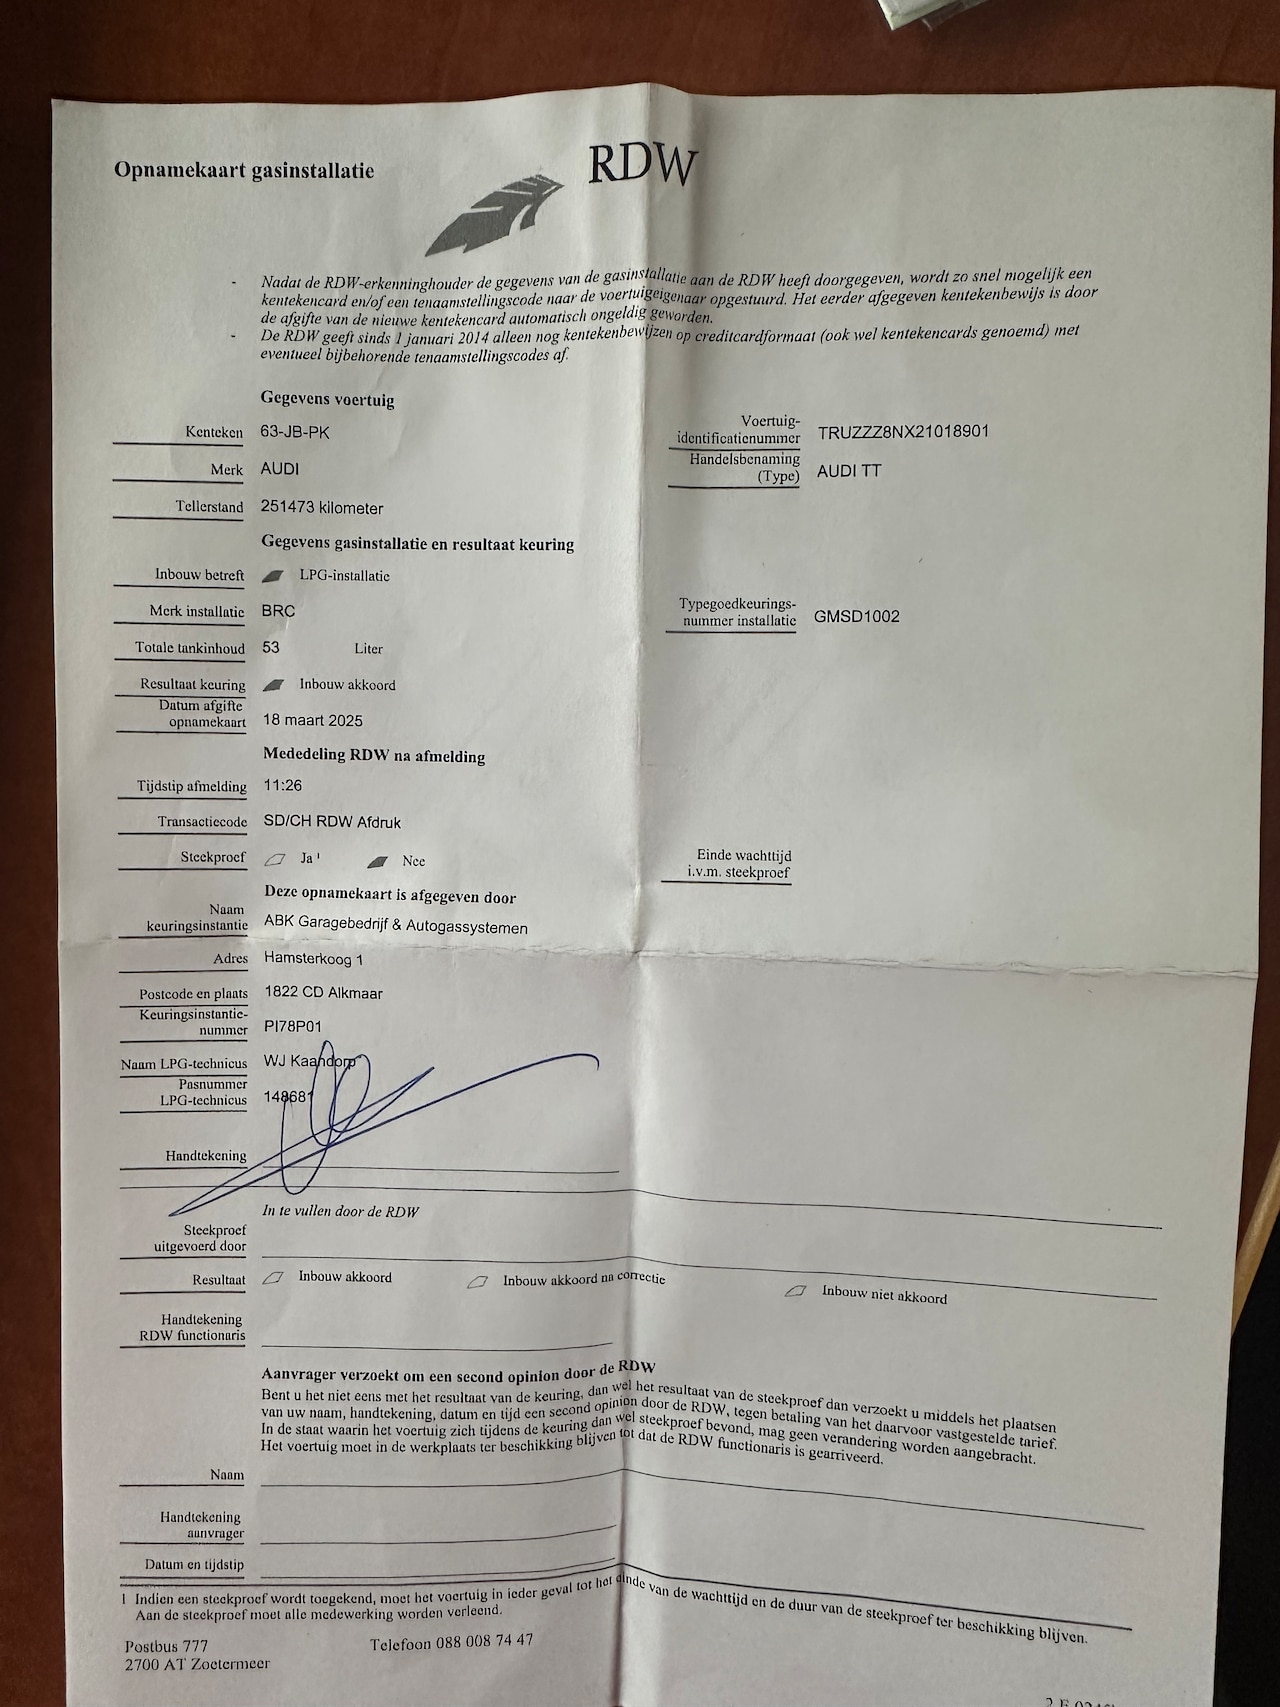 Opnamekaart gasinstallatie
RDW
- Nadat de RDW-erkenninghouder de gegevens van de gasinstallatie aan de RDW heeft doorgegeven, wordt zo snel mogelijk een
kentekencard en/of een tenaamstellingscode naar de voertuigeigenaar opgestuurd. Het eerder afgegeven kentekenbewijs is door
de afgifte van de nieuwe kentekencard automatisch ongeldig geworden.
- De RDW geeft sinds 1 januari 2014 alleen nog kentekenbewijzen op creditcardformaat (ook wel kentekencards genoemd) met
eventueel bijbehorende tenaamstellingscodes af.
Gegevens voertuig
Kenteken 63-JB-PK
Voertuig-
identificatienummer TRUZZZ8NX21018901
Merk AUDI
Handelsbenaming
(Type) AUDI TT
Tellerstand 251473 kilometer
Gegevens gasinstallatie en resultaat keuring
Inbouw betreft LPG-installatie
Merk installatie BRC
Typegoedkeurings-
nummer installatie GMSD1002
Totale tankinhoud 53 Liter
Resultaat keuring Inbouw akkoord
Datum afgifte
opnamekaart 18 maart 2025
Mededeling RDW na afmelding
Tijdstip afmelding 11:26
Transactiecode SD/CH RDW Afdruk
Steekproef Ja 1 Nee
Einde wachttijd
i.v.m. steekproef
Deze opnamekaart is afgegeven door
Naam
keuringsinstantie ABK Garagebedrijf & Autogassystemen
Adres Hamsterkoog 1
Postcode en plaats 1822 CD Alkmaar
Keuringsinstantie-
nummer PI78P01
Naam LPG-technicus WJ Kaandorp
Pasnummer
LPG-technicus 148681
Handtekening
In te vullen door de RDW
Steekproef
uitgevoerd door
Resultaat Inbouw akkoord Inbouw akkoord na correctie Inbouw niet akkoord
Handtekening
RDW functionaris
Aanvrager verzoekt om een second opinion door de RDW
Bent u het niet eens met het resultaat van de keuring, dan wel het resultaat van de steekproef dan verzoekt u middels het plaatsen
van uw naam, handtekening, datum en tijd een second opinion door de RDW, tegen betaling van het daarvoor vastgestelde tarief.
In de staat waarin het voertuig zich tijdens de keuring dan wel steekproef bevond, mag geen verandering worden aangebracht.
Het voertuig moet in de werkplaats ter beschikking blijven tot dat de RDW functionaris is gearriveerd.
Naam
Handtekening
aanvrager
Datum en tijdstip
1 Indien een steekproef wordt toegekend, moet het voertuig in ieder geval tot het einde van de wachttijd en de duur van de steekproef ter beschikking blijven.
Aan de steekproef moet alle medewerking worden verleend.
Postbus 777
2700 AT Zoetermeer
Telefoon 088 008 74 47